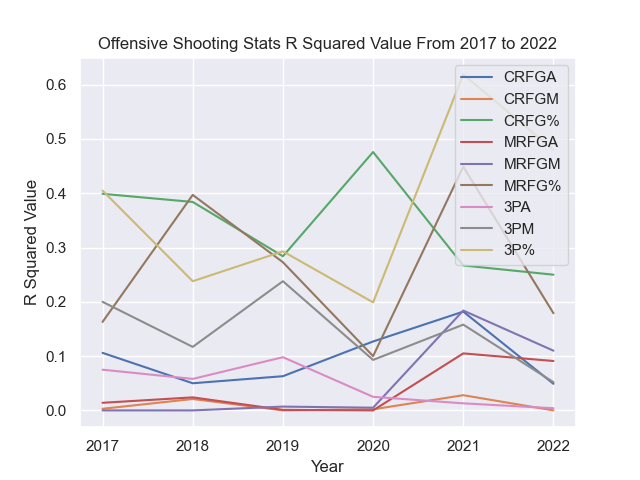 Offensive Shooting Stats R Squared Value From 2017 to 2022
R Squared Value
0.6
0.5
0.4
0.3
0.2
0.1
0.0
CRFGA
CRFGM
CRFG%
MRFGA
MRFGM
MRFG%
3PA
3PM
3P%
2017 2018 2019 2020 2021 2022
Year